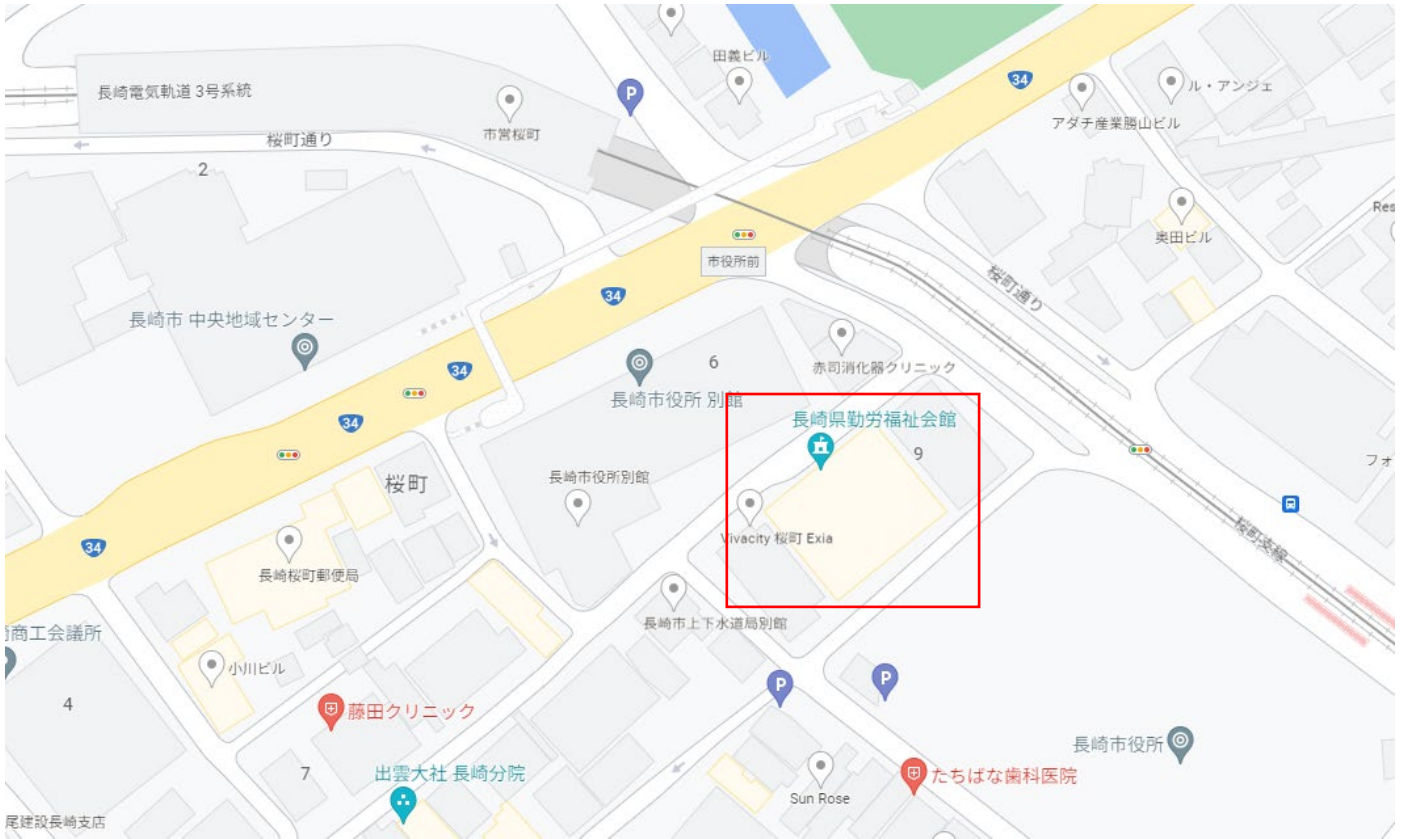 田義ビル
P
34
ル・アンジェ
長崎電気軌道 3号系統
アダチ産業勝山ビル
市営桜町
桜町通り
2
Res
奥田ビル
市役所前
桜町通り
34
長崎市 中央地域センター
6
赤司消化器クリニック
34
長崎市役所 別館
34
長崎県勤労福祉会館
9
フォ
桜町
長崎市役所別館
Vivacity 桜町 Exia
桜町支線
34
長崎桜町郵便局
長崎市上下水道局別館
商工会議所
小川ビル
P
P
4
藤田クリニック
長崎市役所
7
出雲大社 長崎分院
たちばな歯科医院
Sun Rose
尾建設長崎支店